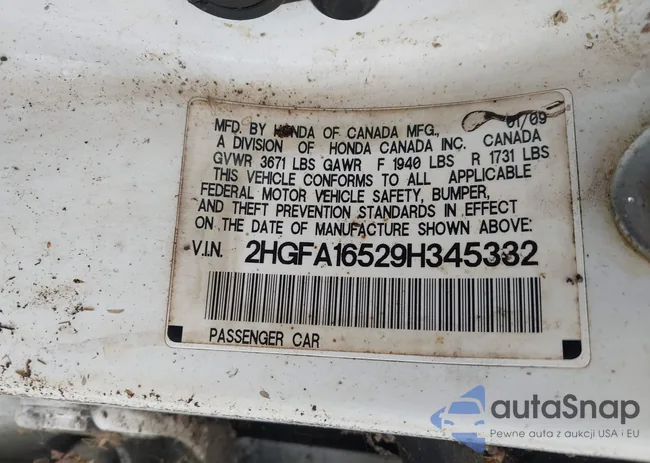 01/09
MFD. BY HONDA OF CANADA MFG.,
A DIVISION OF HONDA CANADA INC. CANADA
GVWR 3671 LBS GAWR F 1940 LBS R 1731 LBS
THIS VEHICLE CONFORMS TO ALL APPLICABLE
FEDERAL MOTOR VEHICLE SAFETY, BUMPER,
AND THEFT PREVENTION STANDARDS IN EFFECT
ON THE DATE OF MANUFACTURE SHOWN ABOVE:
V.I.N. 2HGFA16529H345332
PASSENGER CAR
autaSnap
Pewne auta z aukcji USA i EU